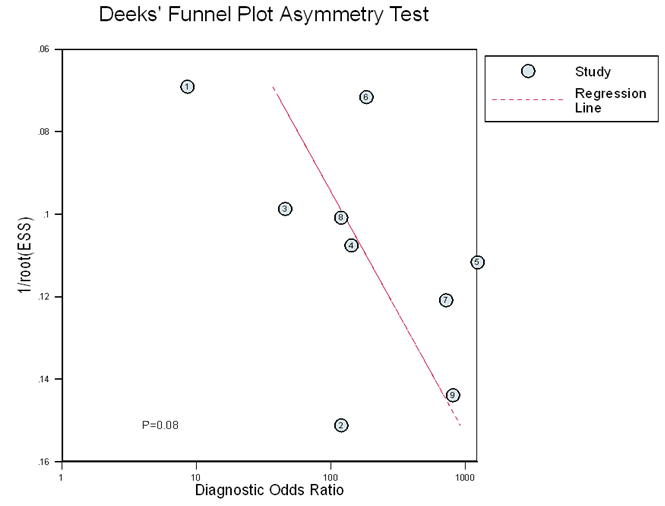 Deeks' Funnel Plot Asymmetry Test
.06
.08
.1
.12
.14
.16
1/root(ESS)
1
6
3
8
4
5
7
9
2
P=0.08
1
10
100
1000
Diagnostic Odds Ratio
Study
Regression
Line